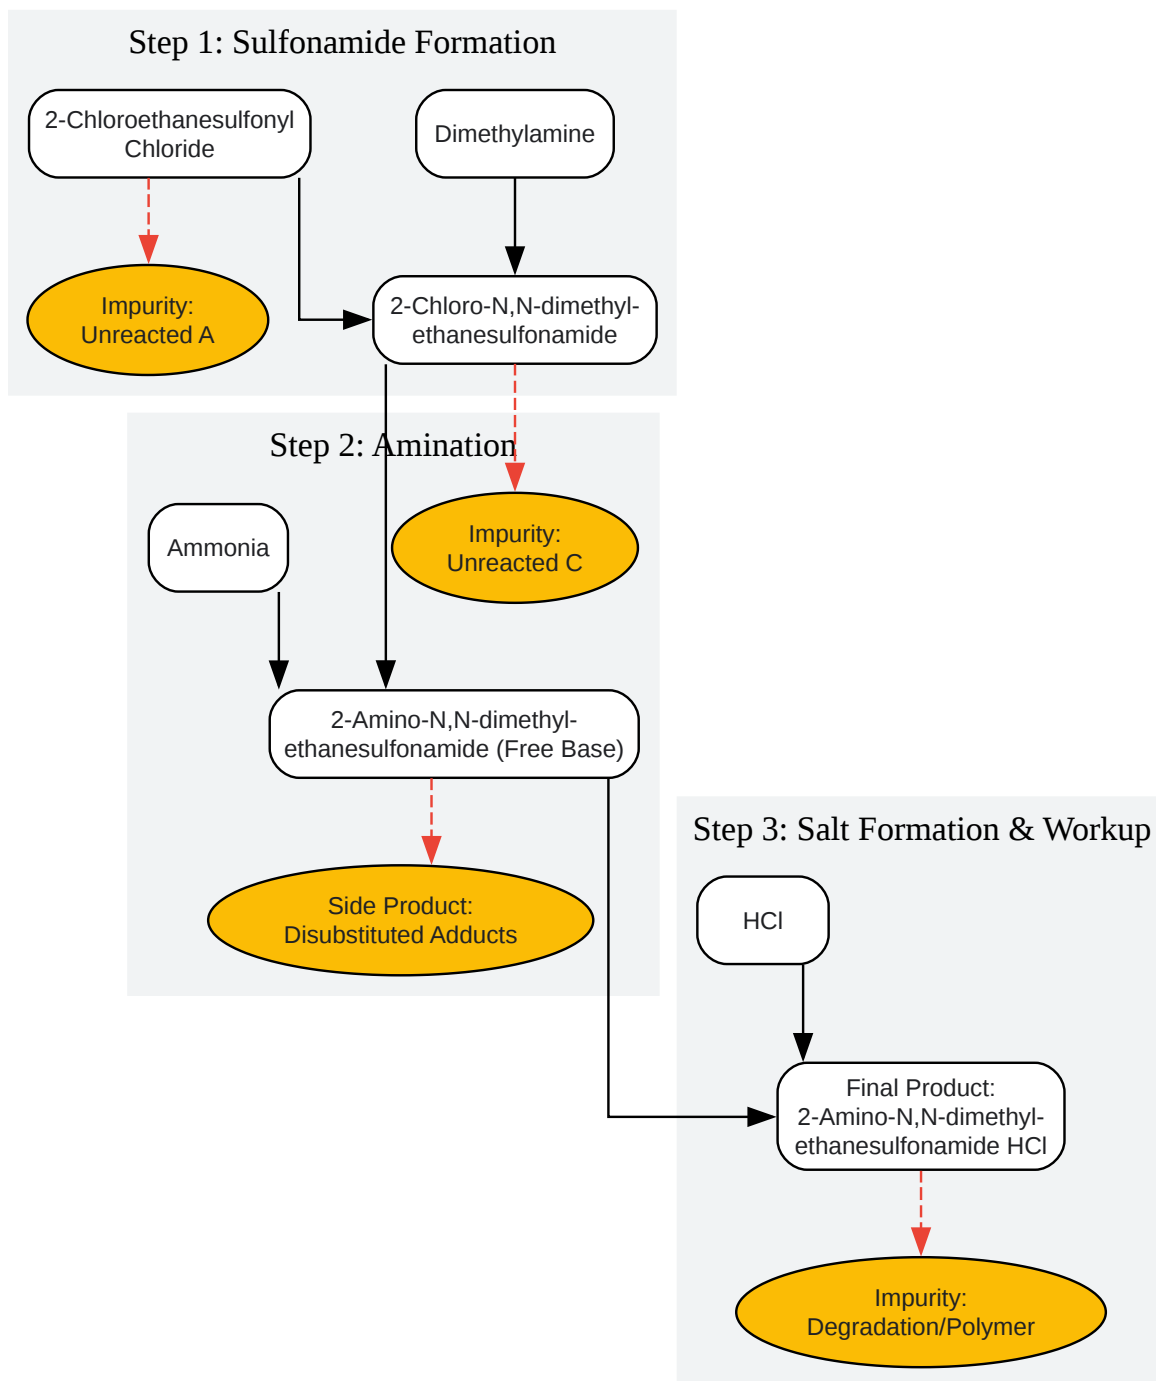 Step 1: Sulfonamide Formation
2-Chloroethanesulfonyl
Chloride
Dimethylamine
Impurity:
Unreacted A
2-Chloro-N,N-dimethyl-
ethanesulfonamide
Step 2: Amination
Ammonia
Impurity:
Unreacted C
2-Amino-N,N-dimethyl-
ethanesulfonamide (Free Base)
Side Product:
Disubstituted Adducts
Step 3: Salt Formation & Workup
HCl
Final Product:
2-Amino-N,N-dimethyl-
ethanesulfonamide HCl
Impurity:
Degradation/Polymer